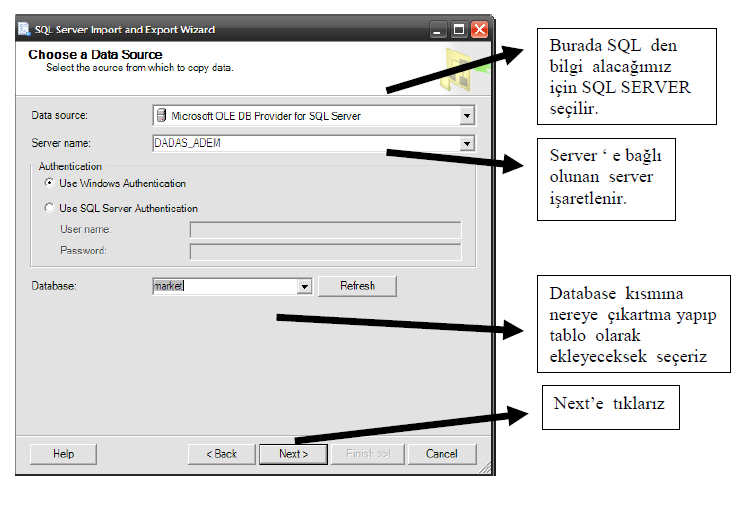 SQL Server Import and Export Wizard
Choose a Data Source
Select the source from which to copy data.
Data source:
Microsoft OLE DB Provider for SQL Server
Server name:
DADAS_ADEM
Authentication
Use Windows Authentication
Use SQL Server Authentication
User name:
Password:
Database:
market
Refresh
Help
< Back
Next >
Finish >>|
Cancel
Burada SQL den
bilgi alacağımız
için SQL SERVER
seçilir.
Server ‘ e bağlı
olunan server
işaretlenir.
Database kısmına
nereye çıkartma yapıp
tablo olarak
ekleyeceksek seçeriz
Next’e tıklarız